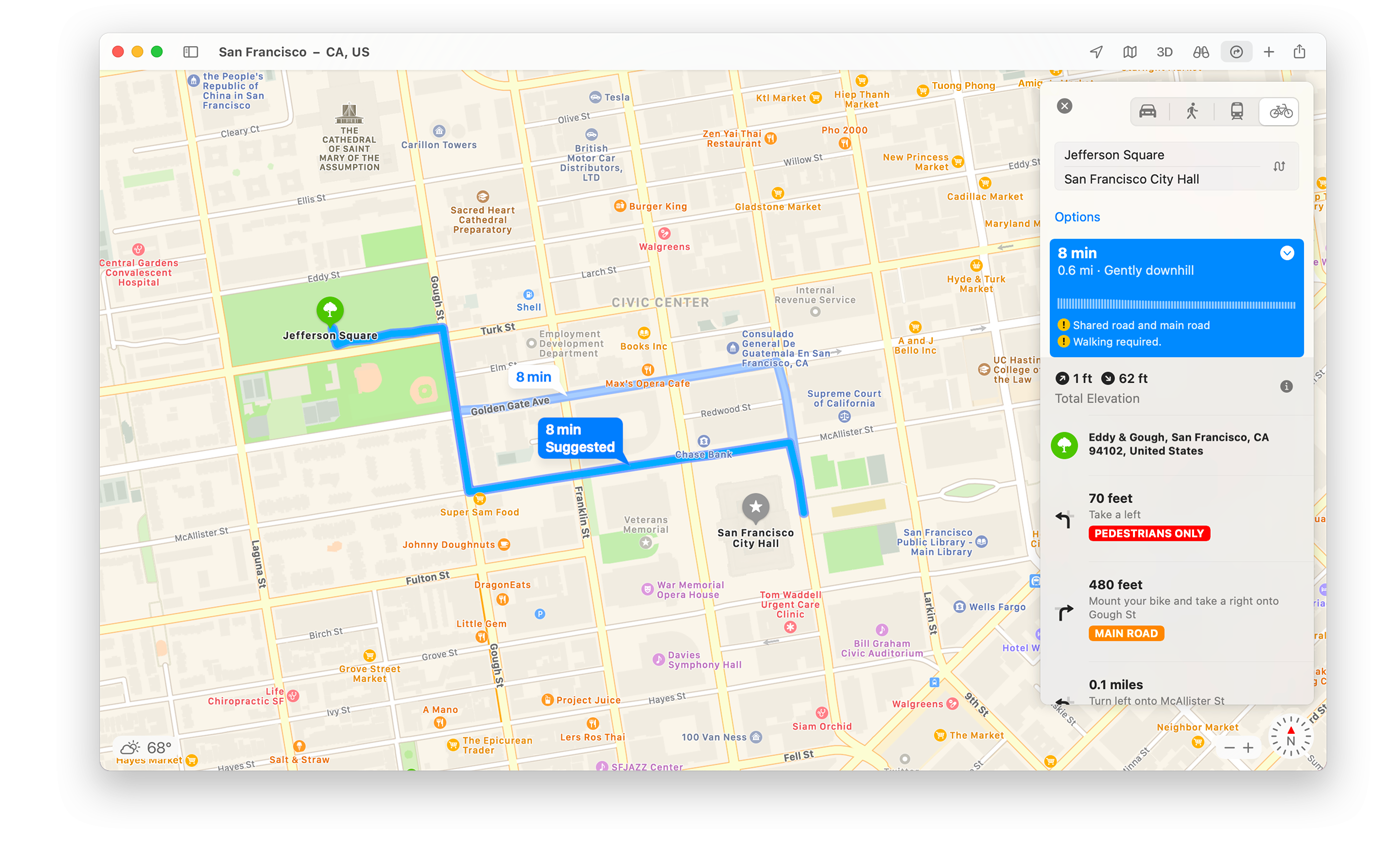 San Francisco – CA, US
3D
the People's
Republic of
China in San
Francisco
Tesla
Ktl Market
Hiep Thanh
Market
Tuong Phong
Cleary Ct
THE
CATHEDRAL
OF SAINT
MARY OF THE
ASSUMPTION
Carillon Towers
Olive St
British
Motor Car
Distributors,
LTD
Zen Yai Thai
Restaurant
Pho 2000
Willow St
New Princess
Market
Eddy St
Ellis St
Sacred Heart
Cathedral
Preparatory
Burger King
Gladstone Market
Cadillac Market
Maryland M
Walgreens
Central Gardens
Convalescent
Hospital
Eddy St
Gough St
Larch St
Hyde & Turk
Market
Shell
CIVIC CENTER
Internal
Revenue Service
Jefferson Square
Turk St
Employment
Development
Department
Books Inc
Consulado
General De
Guatemala En San
Francisco, CA
A and J
Bello Inc
UC Hastin
College o
the Law
Elm St
8 min
Max's Opera Cafe
Golden Gate Ave
Redwood St
Supreme Court
of California
McAllister St
8 min
Suggested
Chase Bank
Super Sam Food
Franklin St
Veterans
Memorial
San Francisco
City Hall
McAllister St
Laguna St
Johnny Doughnuts
San Francisco
Public Library -
Main Library
Fulton St
DragonEats
War Memorial
Opera House
Tom Waddell
Urgent Care
Clinic
Larkin St
Wells Fargo
P
Little Gem
Birch St
Grove St
Gough St
Davies
Symphony Hall
Bill Graham
Civic Auditorium
Hotel W
Grove Street
Market
Life
Chiropractic SF
Ivy St
A Mano
Project Juice
Hayes St
Siam Orchid
Walgreens
9th St
The Epicurean
Trader
Lers Ros Thai
100 Van Ness
The Market
Neighbor Market
68°
Hayes Market
Hayes St
Salt & Straw
SFJAZZ Center
Fell St
Minna St
N
Jefferson Square
San Francisco City Hall
Options
8 min
0.6 mi · Gently downhill
Shared road and main road
Walking required.
1 ft 62 ft
Total Elevation
Eddy & Gough, San Francisco, CA
94102, United States
70 feet
Take a left
PEDESTRIANS ONLY
480 feet
Mount your bike and take a right onto
Gough St
MAIN ROAD
0.1 miles
Turn left onto McAllister St